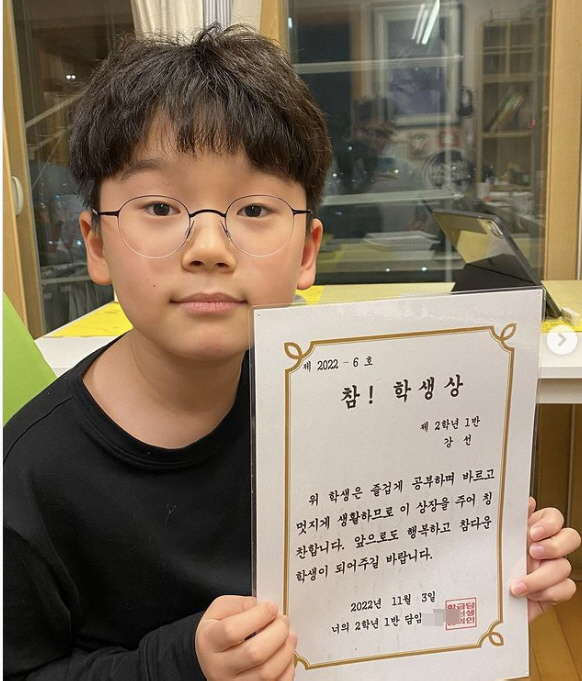 제 2022 - 6 호
참! 학생상
제 2학년 1반
강 선
위 학생은 즐겁게 공부하며 바르고
멋지게 생활하므로 이 상장을 주어 칭
찬합니다. 앞으로도 행복하고 참다운
학생이 되어주길 바랍니다.
2022년 11월 3일
너의 2학년 1반 담임